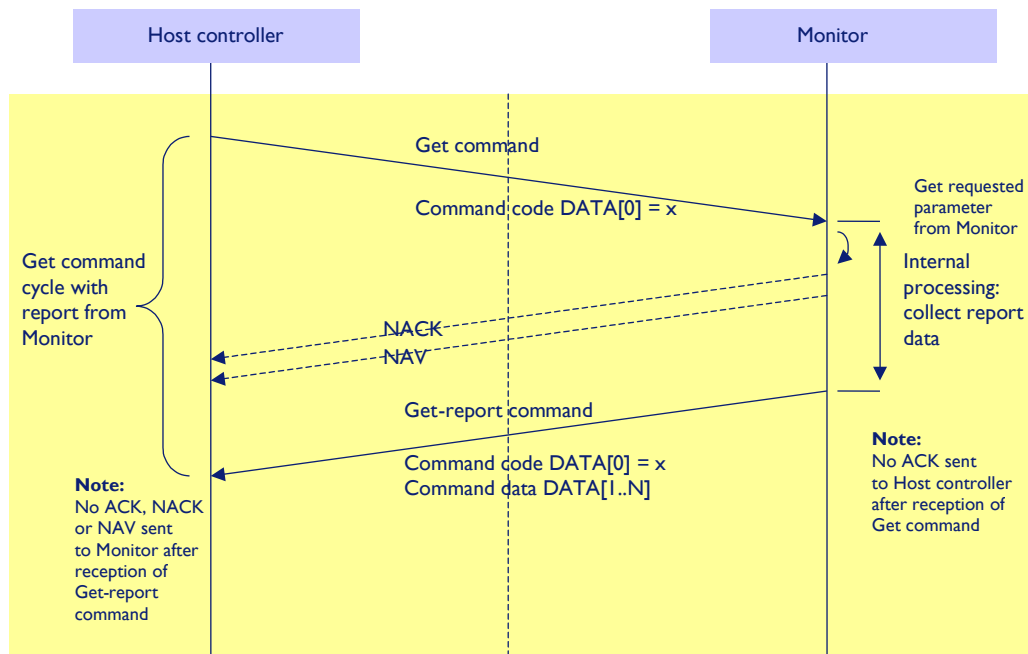 Host controller
Monitor
Get command
Command code DATA[0] = x
Get requested
parameter
from Monitor
Get command
cycle with
report from
Monitor
Internal
processing:
collect report
data
NACK
NAV
Get-report command
Command code DATA[0] = x
Command data DATA[1..N]
Note:
No ACK sent
to Host controller
after reception of
Get command
Note:
No ACK, NACK
or NAV sent
to Monitor after
reception of
Get-report
command